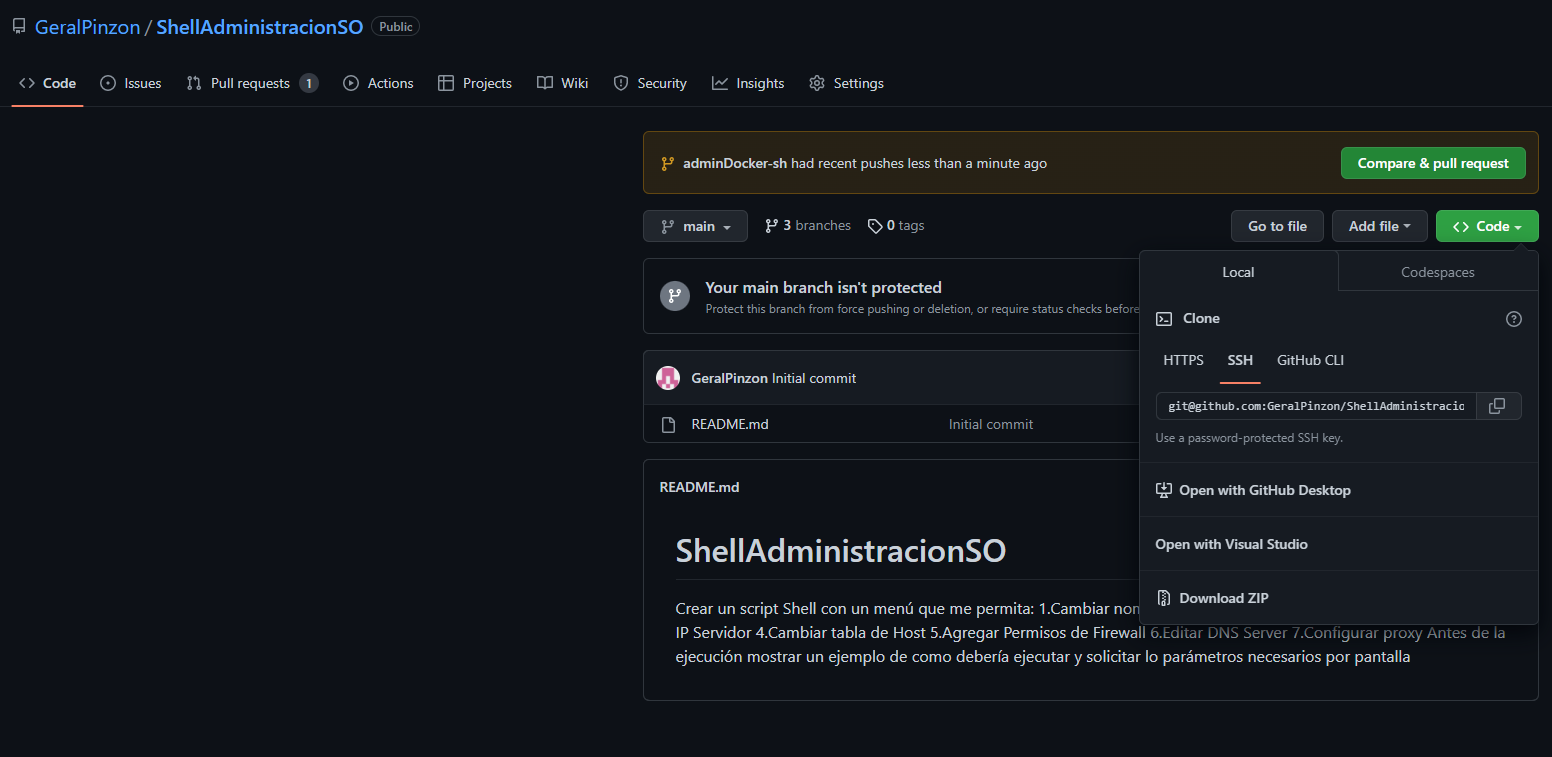 GeralPinzon / ShellAdministracionSO Public
Code Issues Pull requests 1 Actions Projects Wiki Security Insights Settings
adminDocker-sh had recent pushes less than a minute ago Compare & pull request
main 3 branches 0 tags Go to file Add file Code
Your main branch isn't protected
Protect this branch from force pushing or deletion, or require status checks before
GeralPinzon Initial commit
README.md Initial commit
README.md
ShellAdministracionSO
Crear un script Shell con un menú que me permita: 1.Cambiar
IP Servidor 4.Cambiar tabla de Host 5.Agregar Permisos de Firewall 6.Editar DNS Server 7.Configurar proxy Antes de la
ejecución mostrar un ejemplo de como debería ejecutar y solicitar lo parámetros necesarios por pantalla
Local Codespaces
Clone
HTTPS SSH GitHub CLI
git@github.com:GeralPinzon/ShellAdministracio
Use a password-protected SSH key.
Open with GitHub Desktop
Open with Visual Studio
Download ZIP